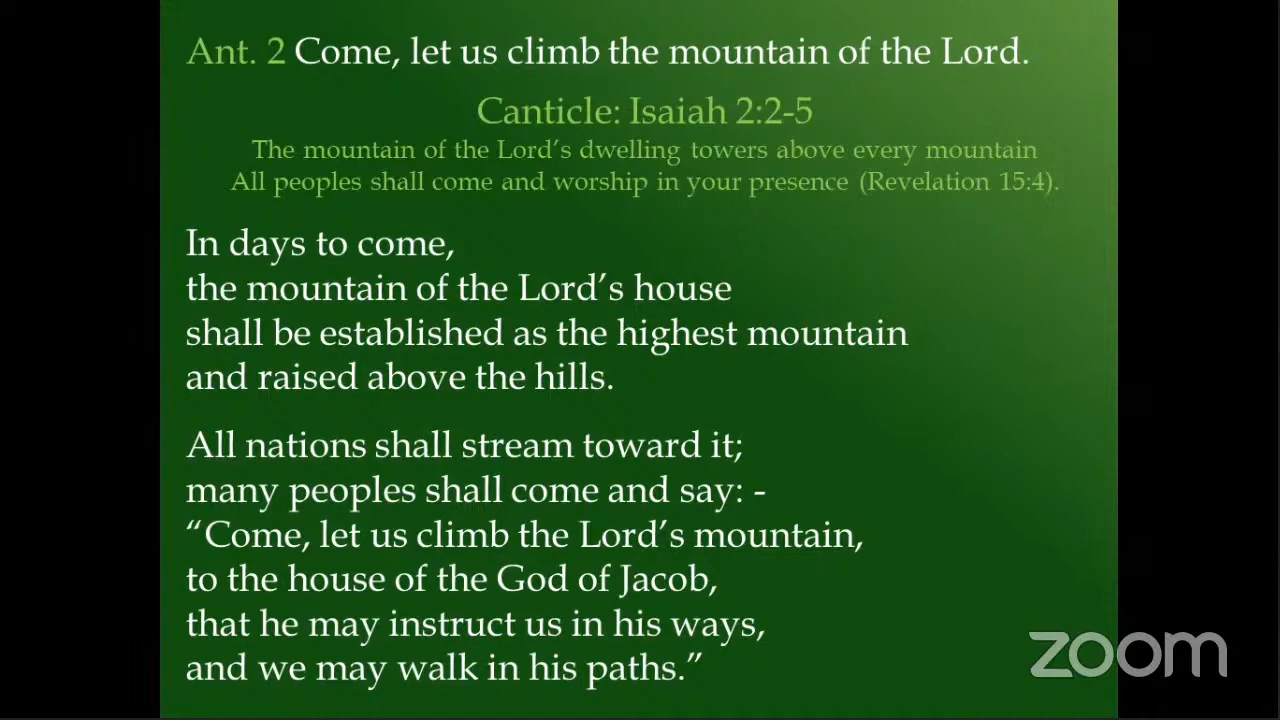 Ant. 2 Come, let us climb the mountain of the Lord.
Canticle: Isaiah 2:2-5
The mountain of the Lord’s dwelling towers above every mountain
All peoples shall come and worship in your presence (Revelation 15:4).
In days to come,
the mountain of the Lord’s house
shall be established as the highest mountain
and raised above the hills.
All nations shall stream toward it;
many peoples shall come and say: -
“Come, let us climb the Lord’s mountain,
to the house of the God of Jacob,
that he may instruct us in his ways,
and we may walk in his paths.”
zoom